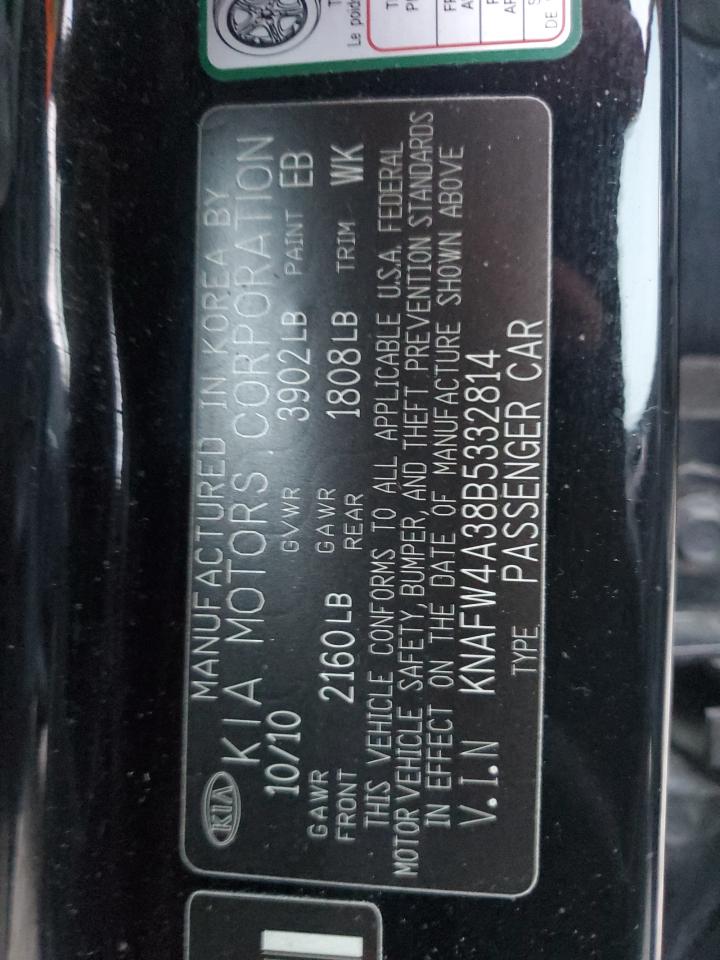 KIA
MANUFACTURED IN KOREA BY
KIA MOTORS CORPORATION
10/10 GVWR 3902LB PAINT EB
GAWR FRONT 2160LB GAWR REAR 1808LB TRIM WK
THIS VEHICLE CONFORMS TO ALL APPLICABLE U.S.A. FEDERAL
MOTOR VEHICLE SAFETY, BUMPER, AND THEFT PREVENTION STANDARDS
IN EFFECT ON THE DATE OF MANUFACTURE SHOWN ABOVE
V.I.N KNAFW4A38B5332814
TYPE PASSENGER CAR
Le poids